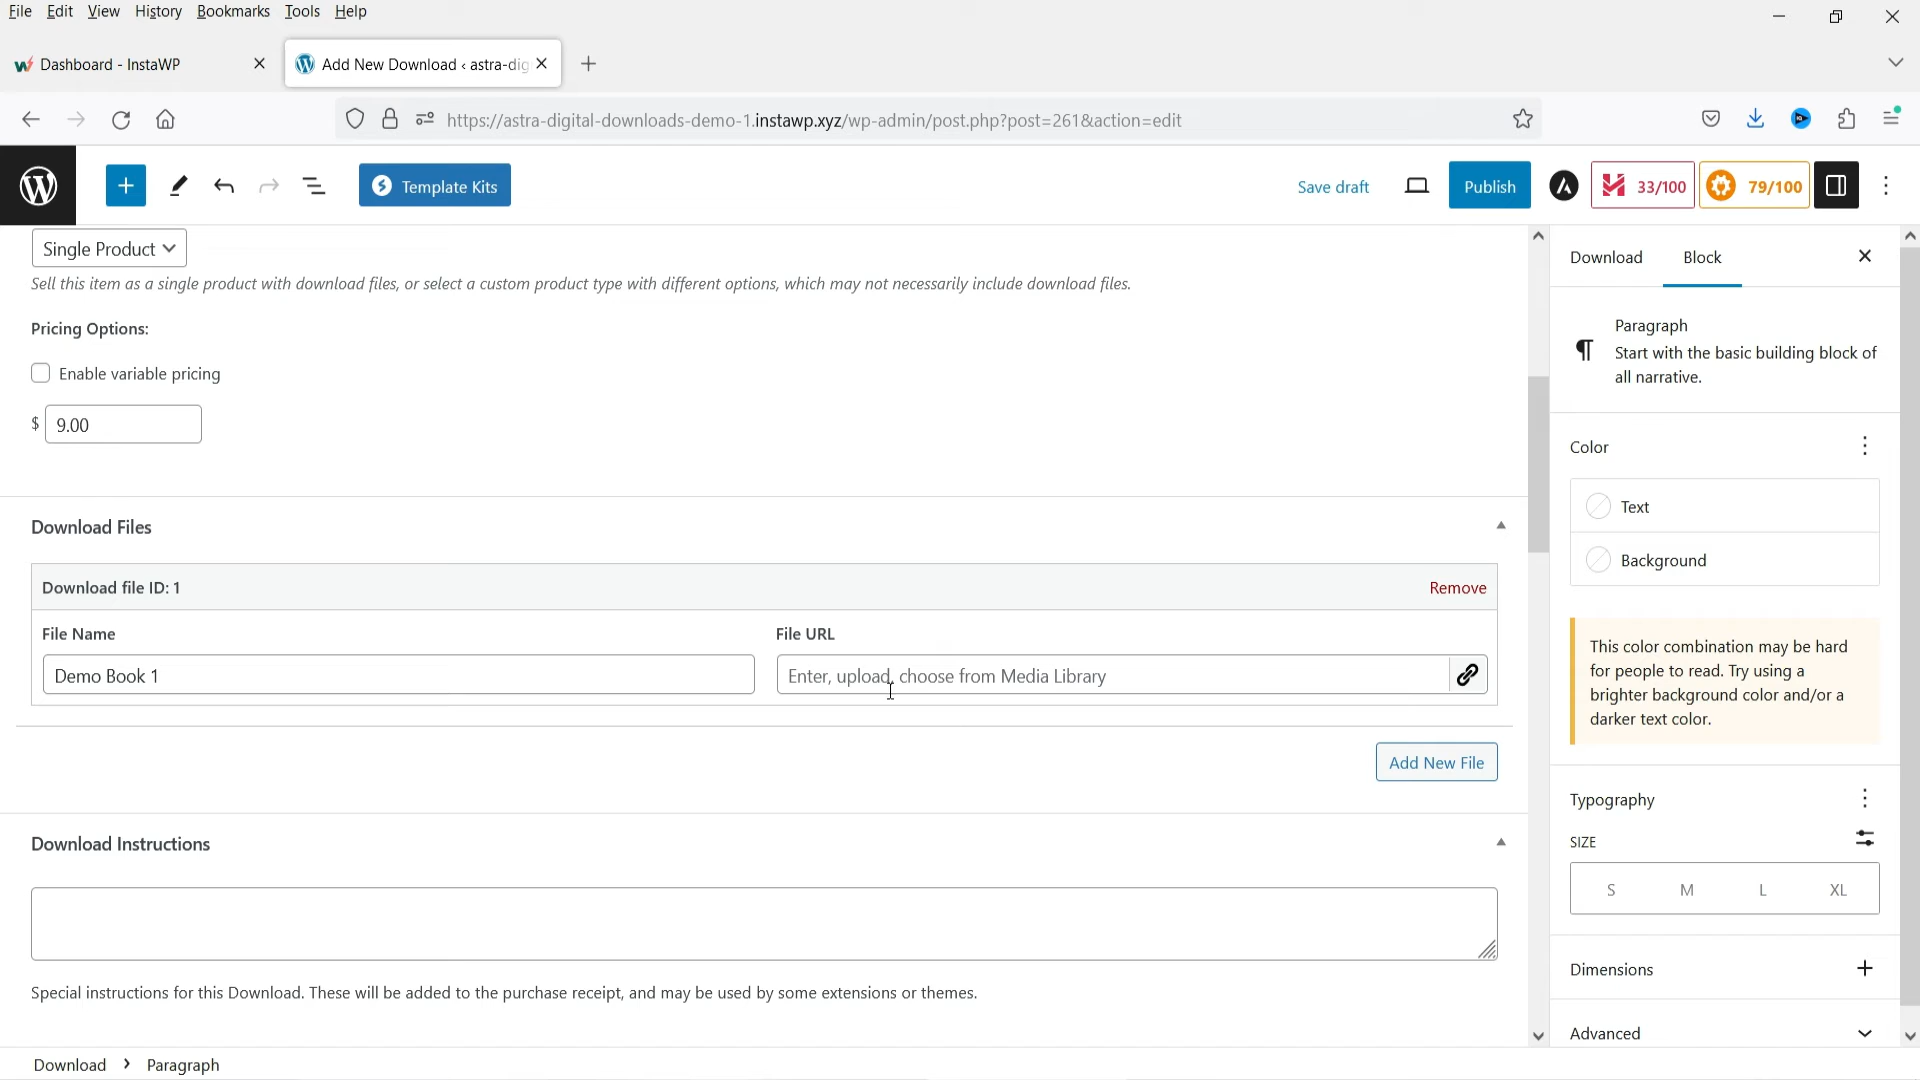 File Edit View History Bookmarks Tools Help
Dashboard - InstaWP
Add New Download ‹ astra-dig
https://astra-digital-downloads-demo-1.instawp.xyz/wp-admin/post.php?post=261&action=edit
Template Kits
Save draft
Publish
33/100
79/100
Single Product
Sell this item as a single product with download files, or select a custom product type with different options, which may not necessarily include download files.
Pricing Options:
Enable variable pricing
$ 9.00
Download Files
Download file ID: 1
Remove
File Name
File URL
Demo Book 1
Enter, upload, choose from Media Library
Add New File
Download Instructions
Special instructions for this Download. These will be added to the purchase receipt, and may be used by some extensions or themes.
Download › Paragraph
Download
Block
Paragraph
Start with the basic building block of
all narrative.
Color
Text
Background
This color combination may be hard
for people to read. Try using a
brighter background color and/or a
darker text color.
Typography
SIZE
S M L XL
Dimensions
Advanced